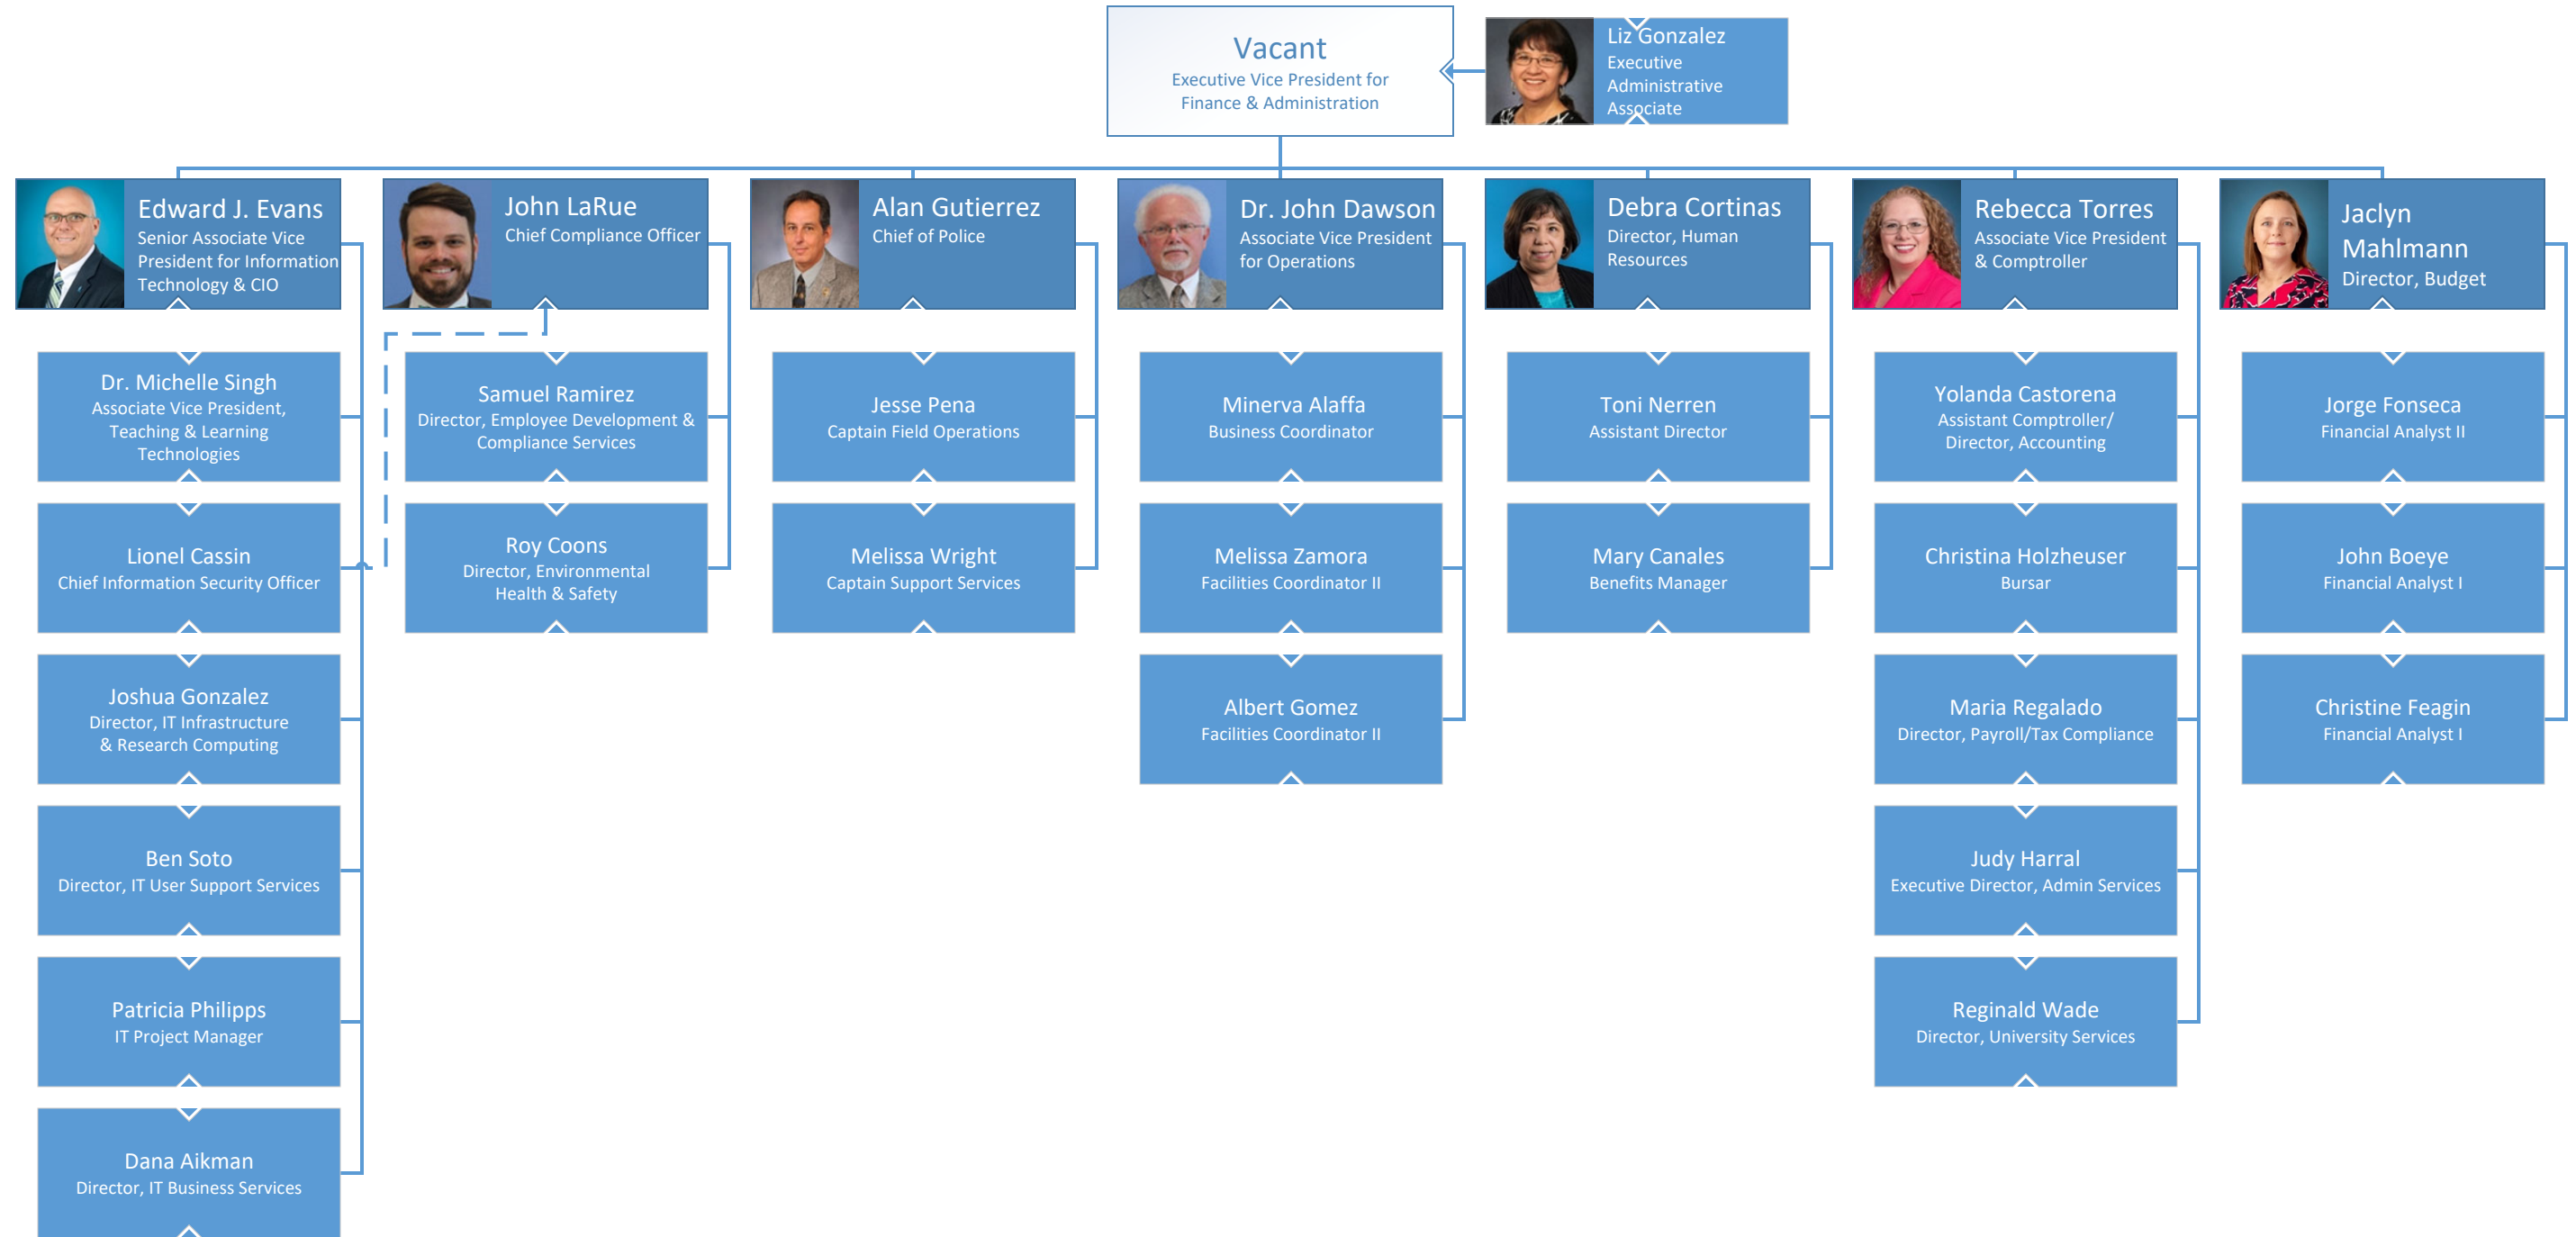 Vacant
Executive Vice President for
Finance & Administration
Liz Gonzalez
Executive
Administrative
Associate
Edward J. Evans
Senior Associate Vice
President for Information
Technology & CIO
John LaRue
Chief Compliance Officer
Alan Gutierrez
Chief of Police
Dr. John Dawson
Associate Vice President
for Operations
Debra Cortinas
Director, Human
Resources
Rebecca Torres
Associate Vice President
& Comptroller
Jaclyn
Mahlmann
Director, Budget
Dr. Michelle Singh
Associate Vice President,
Teaching & Learning
Technologies
Samuel Ramirez
Director, Employee Development &
Compliance Services
Jesse Pena
Captain Field Operations
Minerva Alaffa
Business Coordinator
Toni Nerren
Assistant Director
Yolanda Castorena
Assistant Comptroller/
Director, Accounting
Jorge Fonseca
Financial Analyst II
Lionel Cassin
Chief Information Security Officer
Roy Coons
Director, Environmental
Health & Safety
Melissa Wright
Captain Support Services
Melissa Zamora
Facilities Coordinator II
Mary Canales
Benefits Manager
Christina Holzheuser
Bursar
John Boeye
Financial Analyst I
Joshua Gonzalez
Director, IT Infrastructure
& Research Computing
Albert Gomez
Facilities Coordinator II
Maria Regalado
Director, Payroll/Tax Compliance
Christine Feagin
Financial Analyst I
Ben Soto
Director, IT User Support Services
Judy Harral
Executive Director, Admin Services
Patricia Philipps
IT Project Manager
Reginald Wade
Director, University Services
Dana Aikman
Director, IT Business Services